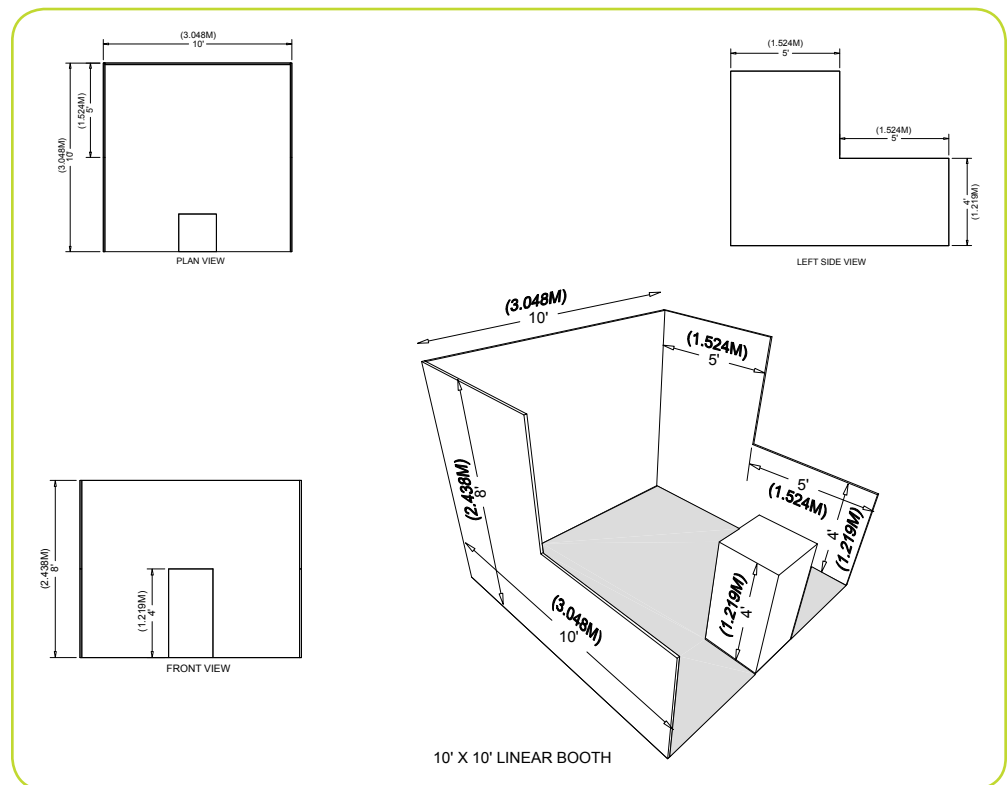 (3.048M)
10'
(1.524M)
5'
(3.048M)
10'
PLAN VIEW
(1.524M)
5'
(1.524M)
5'
4'
(1.219M)
LEFT SIDE VIEW
(3.048M)
10'
(1.524M)
5'
(2.438M)
8'
5'
(1.524M)
4'
(1.219M)
(1.219M)
4'
(3.048M)
10'
(2.438M)
8'
(1.219M)
4'
FRONT VIEW
10' X 10' LINEAR BOOTH